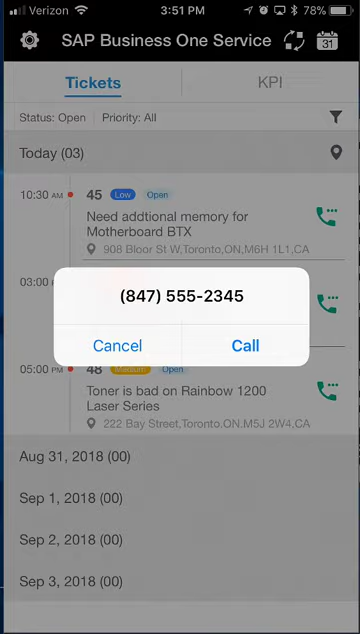 Verizon 3:51 PM 78%
SAP Business One Service 31
Tickets KPI
Status: Open Priority: All
Today (03)
10:30 AM 45 Low Open
Need addtional memory for
Motherboard BTX
908 Bloor St W,Toronto,ON,M6H 1L1,CA
03:00
(847) 555-2345
Cancel Call
05:00 PM 48 Medium Open
Toner is bad on Rainbow 1200
Laser Series
222 Bay Street,Toronto,ON,M5J 2W4,CA
Aug 31, 2018 (00)
Sep 1, 2018 (00)
Sep 2, 2018 (00)
Sep 3, 2018 (00)